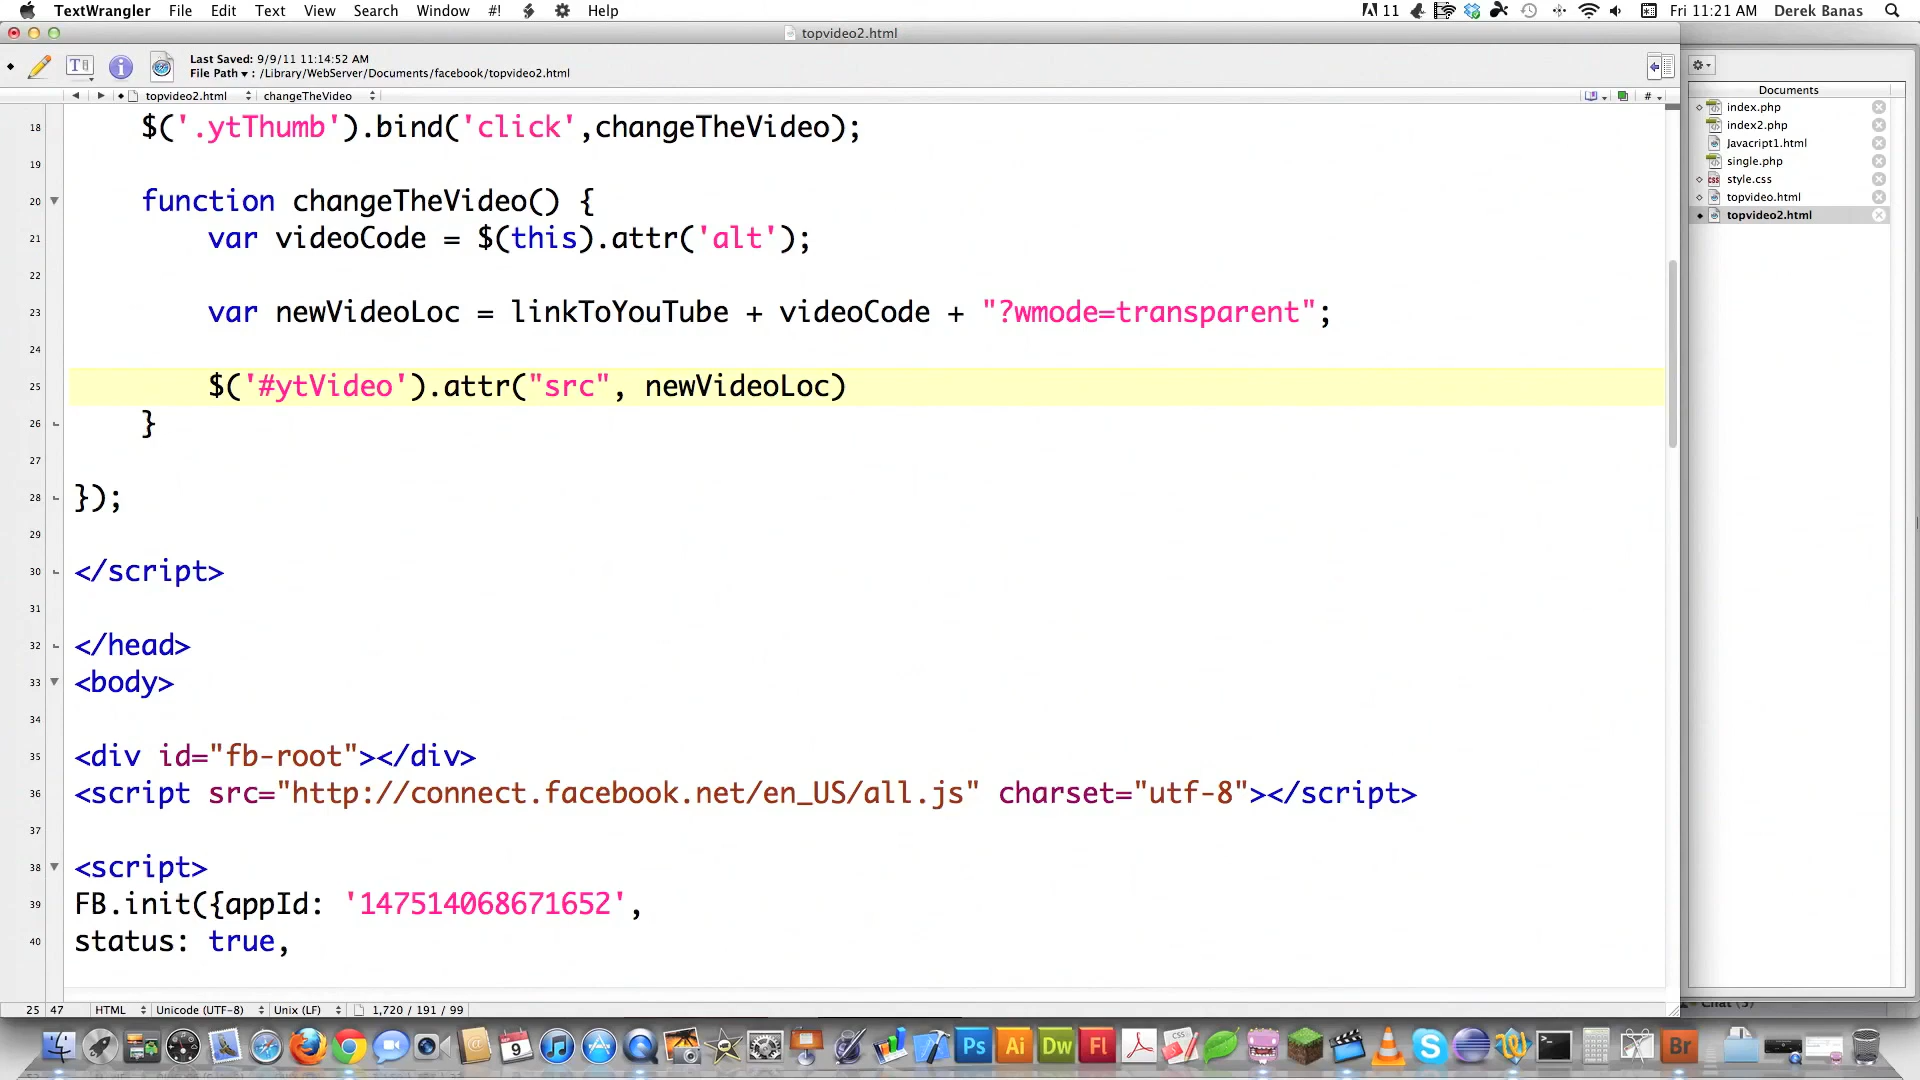 TextWrangler File Edit Text View Search Window #! Help 11 Fri 11:21 AM Derek Banas
topvideo2.html
Last Saved: 9/9/11 11:14:52 AM
File Path ▾ : /Library/WebServer/Documents/facebook/topvideo2.html
topvideo2.html changeTheVideo #
18 $('.ytThumb').bind('click',changeTheVideo);
19
20 function changeTheVideo() {
21 var videoCode = $(this).attr('alt');
22
23 var newVideoLoc = linkToYouTube + videoCode + "?wmode=transparent";
24
25 $('#ytVideo').attr("src", newVideoLoc)
26 }
27
28 });
29
30 </script>
31
32 </head>
33 <body>
34
35 <div id="fb-root"></div>
36 <script src="http://connect.facebook.net/en_US/all.js" charset="utf-8"></script>
37
38 <script>
39 FB.init({appId: '147514068671652',
40 status: true,
25 47 HTML Unicode (UTF-8) Unix (LF) 1,720 / 191 / 99
Documents
index.php
index2.php
Javacript1.html
single.php
style.css
topvideo.html
topvideo2.html
9 Ps Ai Dw Fl Br